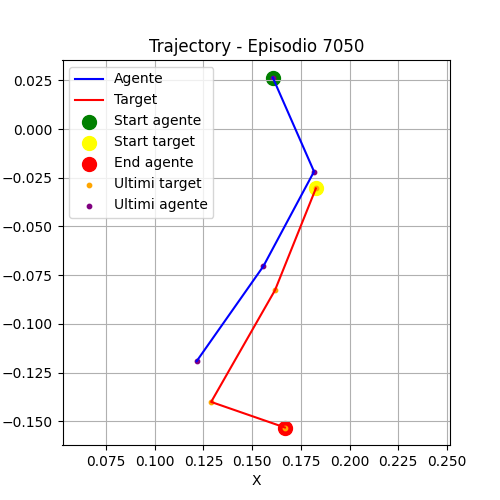 Trajectory - Episodio 7050
Agente
Target
Start agente
Start target
End agente
Ultimi target
Ultimi agente
0.025
0.000
−0.025
−0.050
−0.075
−0.100
−0.125
−0.150
0.075 0.100 0.125 0.150 0.175 0.200 0.225 0.250
X